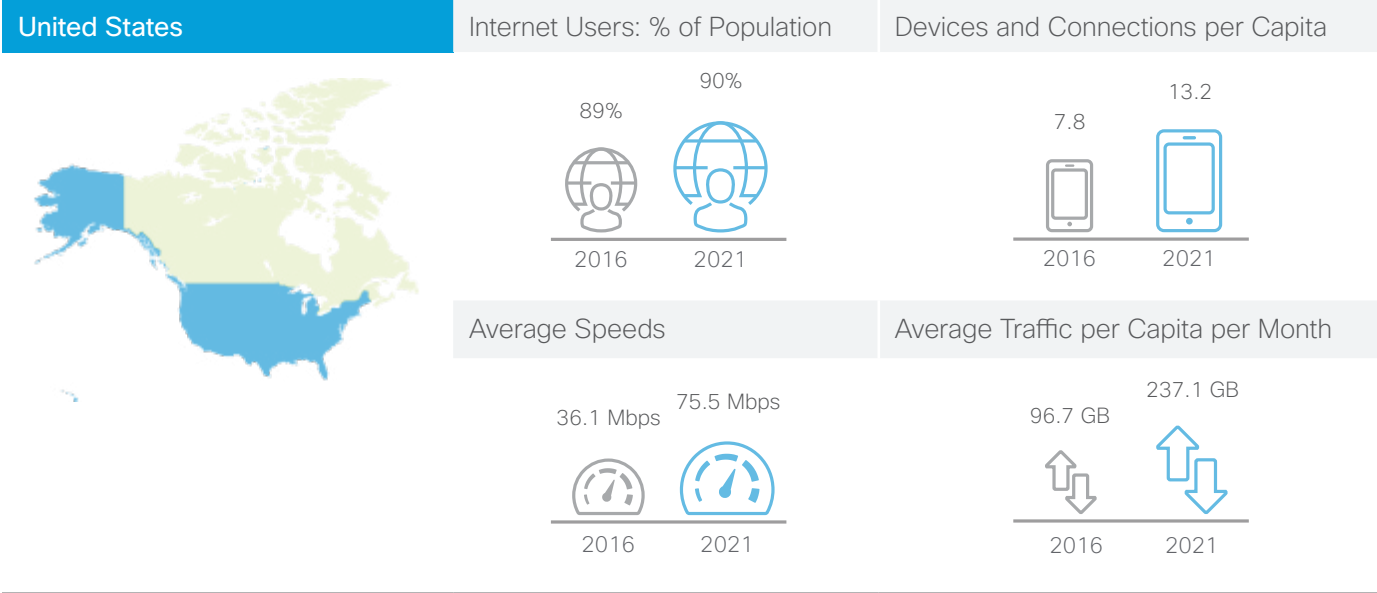 United States
Internet Users: % of Population
89%
90%
2016
2021
Devices and Connections per Capita
7.8
13.2
2016
2021
Average Speeds
36.1 Mbps
75.5 Mbps
2016
2021
Average Traffic per Capita per Month
96.7 GB
237.1 GB
2016
2021